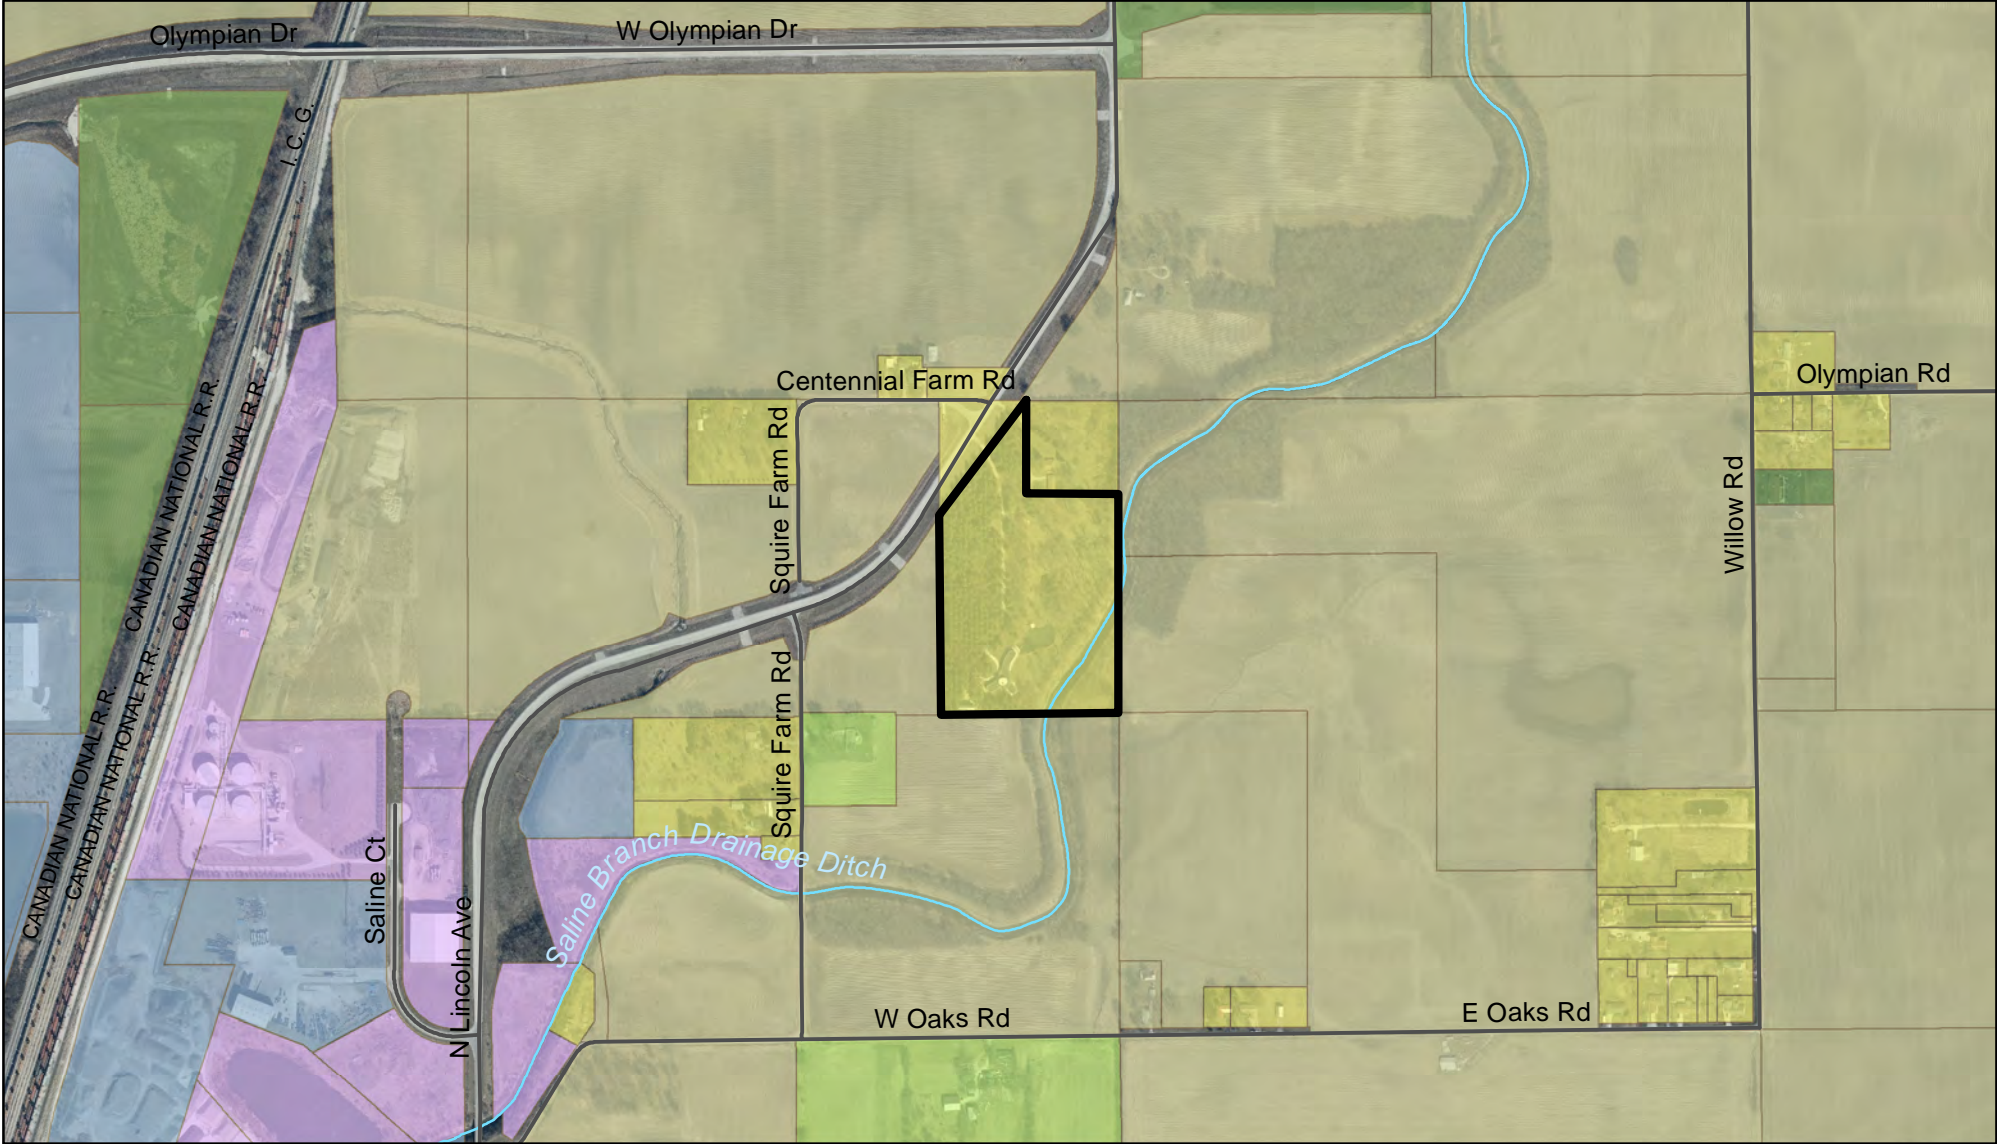 Olympian Dr
W Olympian Dr
I. C. G.
Centennial Farm Rd
Olympian Rd
CANADIAN NATIONAL R.R.
CANADIAN NATIONAL R.R.
Squire Farm Rd
Willow Rd
CANADIAN NATIONAL R.R.
CANADIAN NATIONAL R.R.
Squire Farm Rd
Saline Branch Drainage Ditch
Saline Ct
N Lincoln Ave
W Oaks Rd
E Oaks Rd